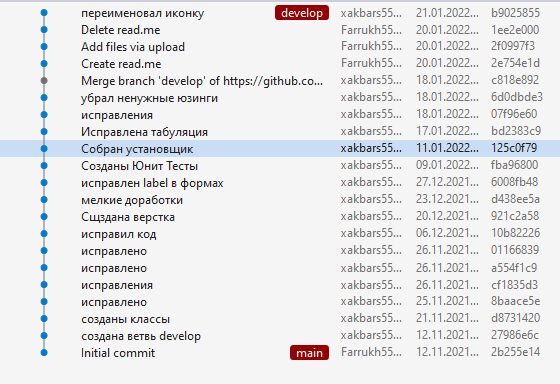 переименовал иконку develop xakbars55... 21.01.2022... b9025855
Delete read.me Farrukh55... 20.01.2022... 1ee2e000
Add files via upload Farrukh55... 20.01.2022... 2f0997f3
Create read.me Farrukh55... 20.01.2022... 2e754e1d
Merge branch 'develop' of https://github.co... xakbars55... 18.01.2022... c818e892
убрал ненужные юзинги xakbars55... 18.01.2022... 6d0dbde3
исправления xakbars55... 18.01.2022... 07f96e60
Исправлена табуляция xakbars55... 17.01.2022... bd2383c9
Собран установщик xakbars55... 11.01.2022... 125c0f79
Созданы Юнит Тесты xakbars55... 09.01.2022... fba96800
исправлен label в формах xakbars55... 27.12.2021... 6008fb48
мелкие доработки xakbars55... 23.12.2021... d438ee5a
Сщздана верстка xakbars55... 20.12.2021... 921c2a58
исправил код xakbars55... 06.12.2021... 10b82226
исправлено xakbars55... 26.11.2021... 01166839
исправлено xakbars55... 26.11.2021... a554f1c9
исправления xakbars55... 26.11.2021... cf1835d3
исправлено xakbars55... 25.11.2021... 8baace5e
созданы классы xakbars55... 21.11.2021... d8731420
создана ветвь develop xakbars55... 12.11.2021... 27986e6c
Initial commit main Farrukh55... 12.11.2021... 2b255e14